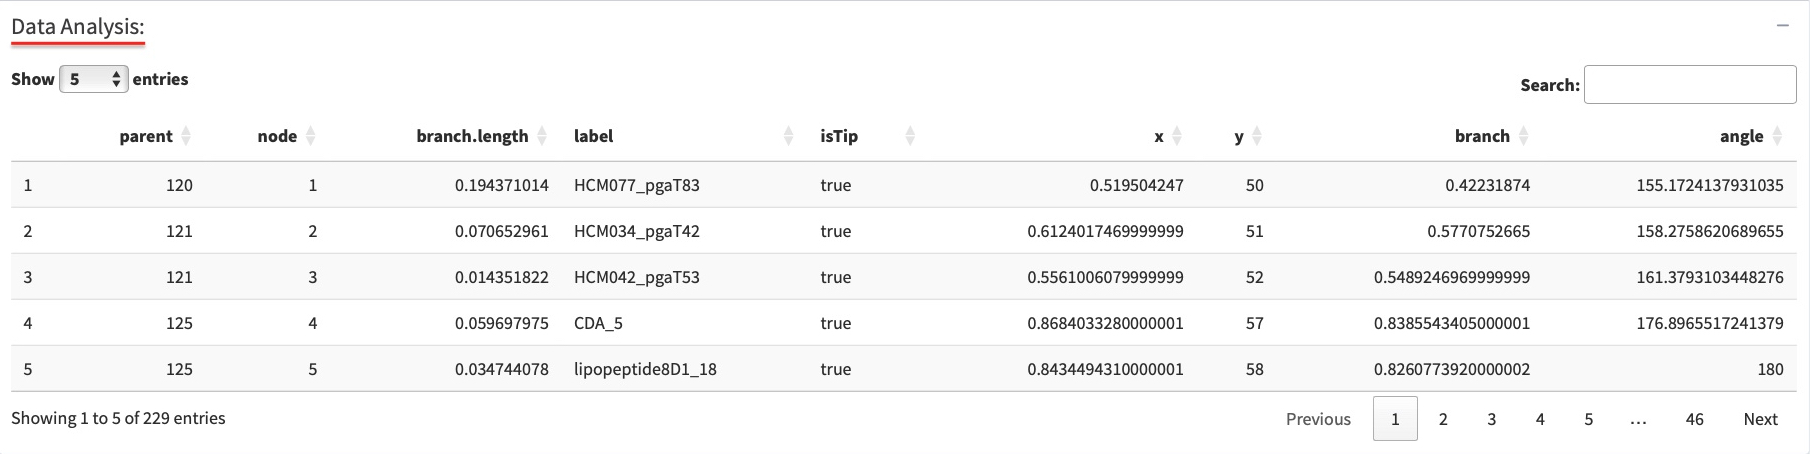 Data Analysis:
Show 5 entries
Search:
parent node branch.length label isTip x y branch angle
1 120 1 0.194371014 HCM077_pgaT83 true 0.519504247 50 0.42231874 155.1724137931035
2 121 2 0.070652961 HCM034_pgaT42 true 0.6124017469999999 51 0.5770752665 158.2758620689655
3 121 3 0.014351822 HCM042_pgaT53 true 0.5561006079999999 52 0.5489246969999999 161.3793103448276
4 125 4 0.059697975 CDA_5 true 0.8684033280000001 57 0.8385543405000001 176.8965517241379
5 125 5 0.034744078 lipopeptide8D1_18 true 0.8434494310000001 58 0.8260773920000002 180
Showing 1 to 5 of 229 entries
Previous 1 2 3 4 5 … 46 Next